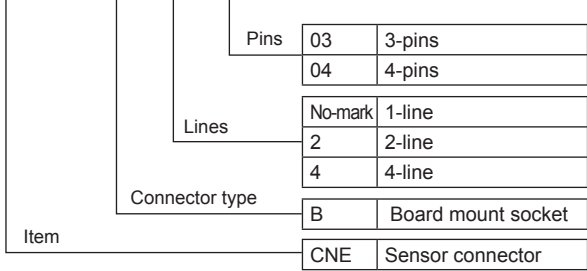 Pins 03 3-pins
04 4-pins
No-mark 1-line
Lines 2 2-line
4 4-line
Connector type B Board mount socket
Item CNE Sensor connector